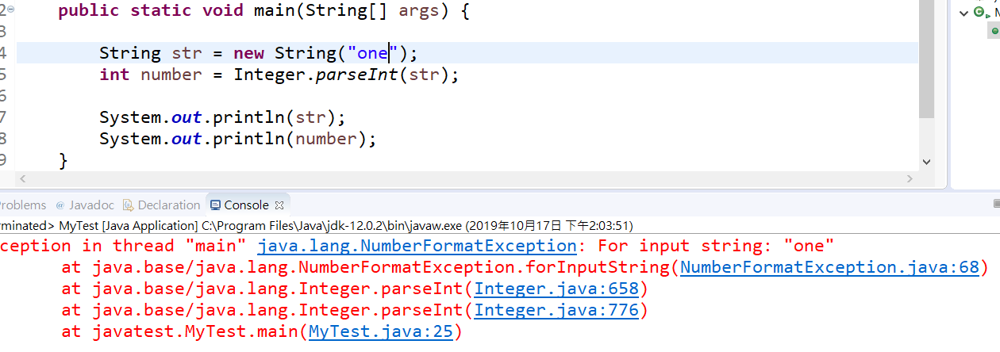 2 public static void main(String[] args) {
3
4 String str = new String("one");
5 int number = Integer.parseInt(str);
6
7 System.out.println(str);
8 System.out.println(number);
9 }
roblems @ Javadoc Declaration Console
minated> MyTest [Java Application] C:\Program Files\Java\jdk-12.0.2\bin\javaw.exe (2019年10月17日 下午2:03:51)
ception in thread "main" java.lang.NumberFormatException: For input string: "one"
at java.base/java.lang.NumberFormatException.forInputString(NumberFormatException.java:68)
at java.base/java.lang.Integer.parseInt(Integer.java:658)
at java.base/java.lang.Integer.parseInt(Integer.java:776)
at javatest.MyTest.main(MyTest.java:25)